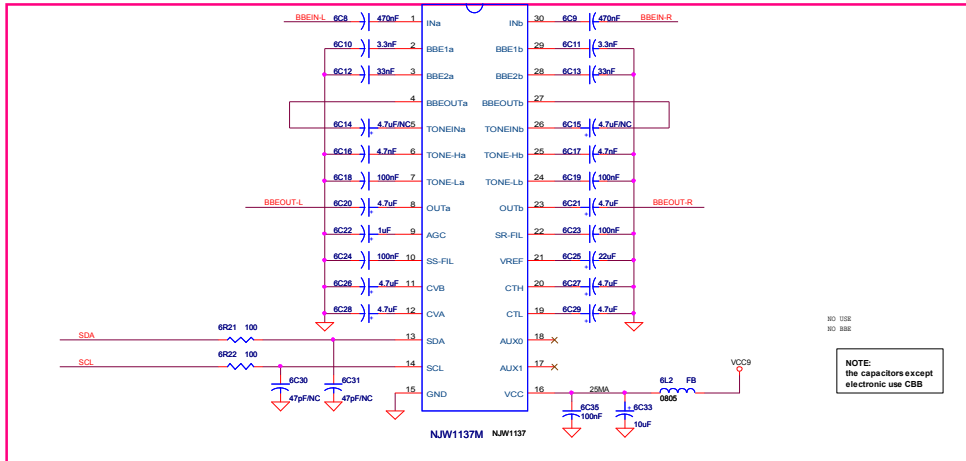 BBEIN-L 6C8 470nF 1 INa INb 30 6C9 470nF BBEIN-R
6C10 3.3nF 2 BBE1a BBE1b 29 6C11 3.3nF
6C12 33nF 3 BBE2a BBE2b 28 6C13 33nF
4 BBEOUTa BBEOUTb 27
6C14 4.7uF/NC 5 TONEINa TONEINb 26 6C15 4.7uF/NC
6C16 4.7nF 6 TONE-Ha TONE-Hb 25 6C17 4.7nF
6C18 100nF 7 TONE-La TONE-Lb 24 6C19 100nF
BBEOUT-L 6C20 4.7uF 8 OUTa OUTb 23 6C21 4.7uF BBEOUT-R
6C22 1uF 9 AGC SR-FIL 22 6C23 100nF
6C24 100nF 10 SS-FIL VREF 21 6C25 22uF
6C26 4.7uF 11 CVB CTH 20 6C27 4.7uF
6C28 4.7uF 12 CVA CTL 19 6C29 4.7uF
SDA 6R21 100 13 SDA AUX0 18
SCL 6R22 100 14 SCL AUX1 17
6C30 47pF/NC 6C31 47pF/NC 15 GND VCC 16 25MA 6L2 FB 0805 VCC9
6C35 100nF 6C33 10uF
NJW1137M NJW1137
NO USE
NO BBE
NOTE:
the capacitors except
electronic use CBB